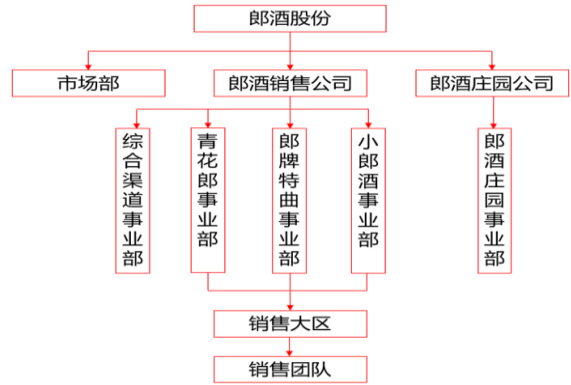 郎酒股份
市场部
郎酒销售公司
郎酒庄园公司
综合渠道事业部
青花郎事业部
郎牌特曲事业部
小郎酒事业部
郎酒庄园事业部
销售大区
销售团队